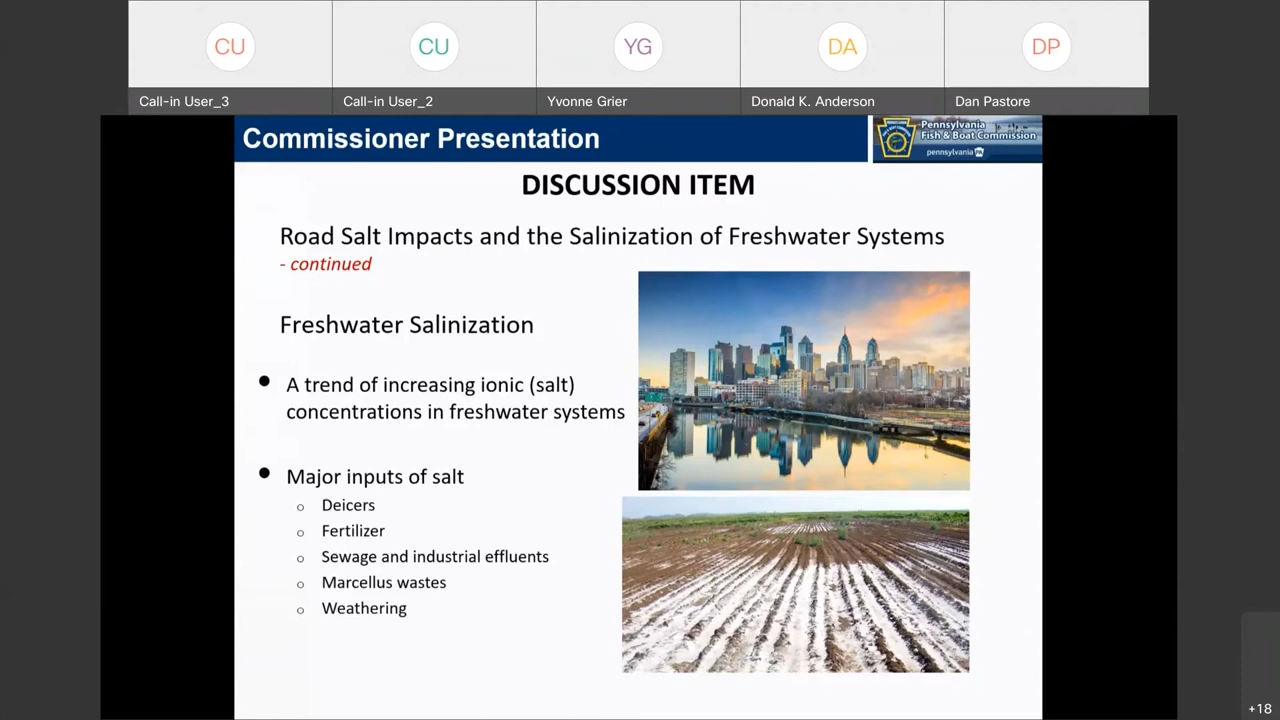 CU
CU
YG
DA
DP
Call-in User_3
Call-in User_2
Yvonne Grier
Donald K. Anderson
Dan Pastore
Commissioner Presentation
Pennsylvania
Fish & Boat Commission
pennsylvania PA
DISCUSSION ITEM
Road Salt Impacts and the Salinization of Freshwater Systems
- continued
Freshwater Salinization
• A trend of increasing ionic (salt)
concentrations in freshwater systems
• Major inputs of salt
o Deicers
o Fertilizer
o Sewage and industrial effluents
o Marcellus wastes
o Weathering
+18